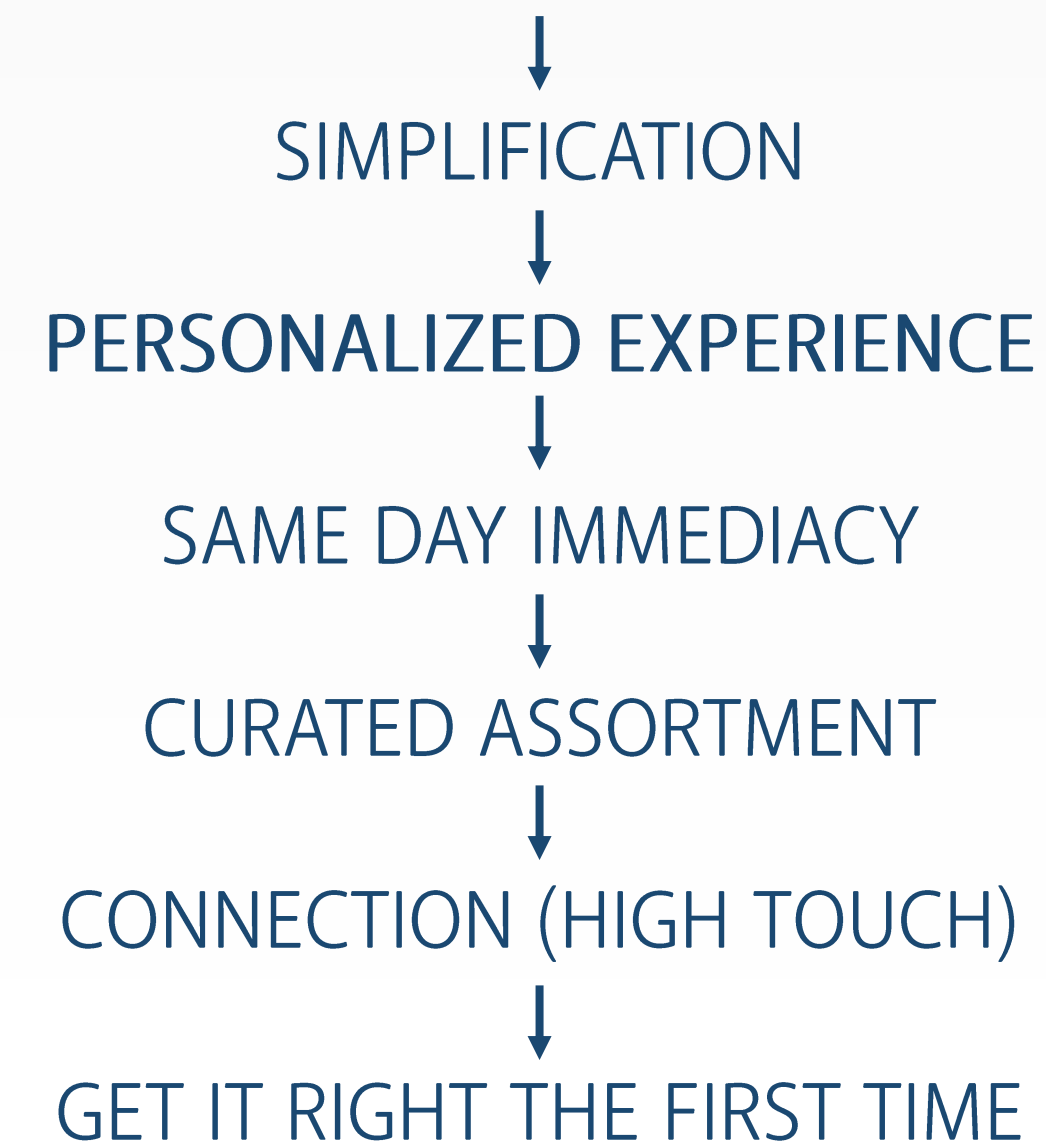 SIMPLIFICATION
PERSONALIZED EXPERIENCE
SAME DAY IMMEDIACY
CURATED ASSORTMENT
CONNECTION (HIGH TOUCH)
GET IT RIGHT THE FIRST TIME